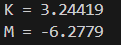 K = 3.24419
M = -6.2779